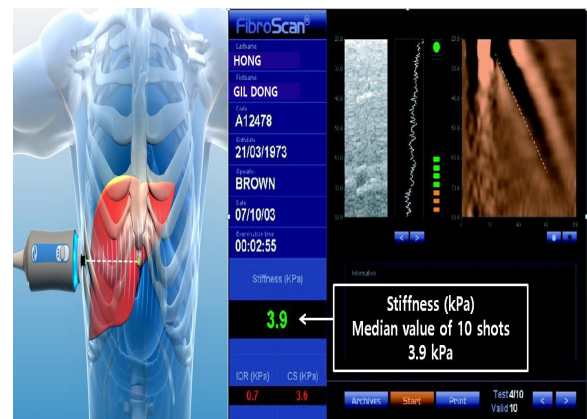 FibroScan®
Lastname
HONG
Firstname
GIL DONG
Code
A12478
Birthdate
21/03/1973
Operator
BROWN
Date
07/10/03
Examination time
00:02:55
Stiffness (KPa)
3.9
IQR (KPa) CS (KPa)
0.7 3.6
Information
Stiffness (kPa)
Median value of 10 shots
3.9 kPa
Archives Start Print
Test 4/10
Valid 10